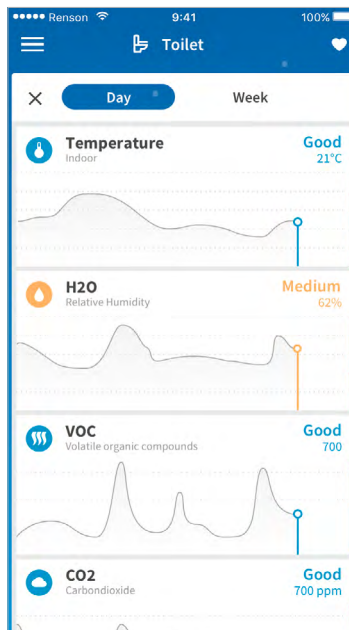 Renson 9:41 100%
Toilet
Day Week
Temperature Good
Indoor 21°C
H2O Medium
Relative Humidity 62%
VOC Good
Volatile organic compounds 700
CO2 Good
Carbondioxide 700 ppm